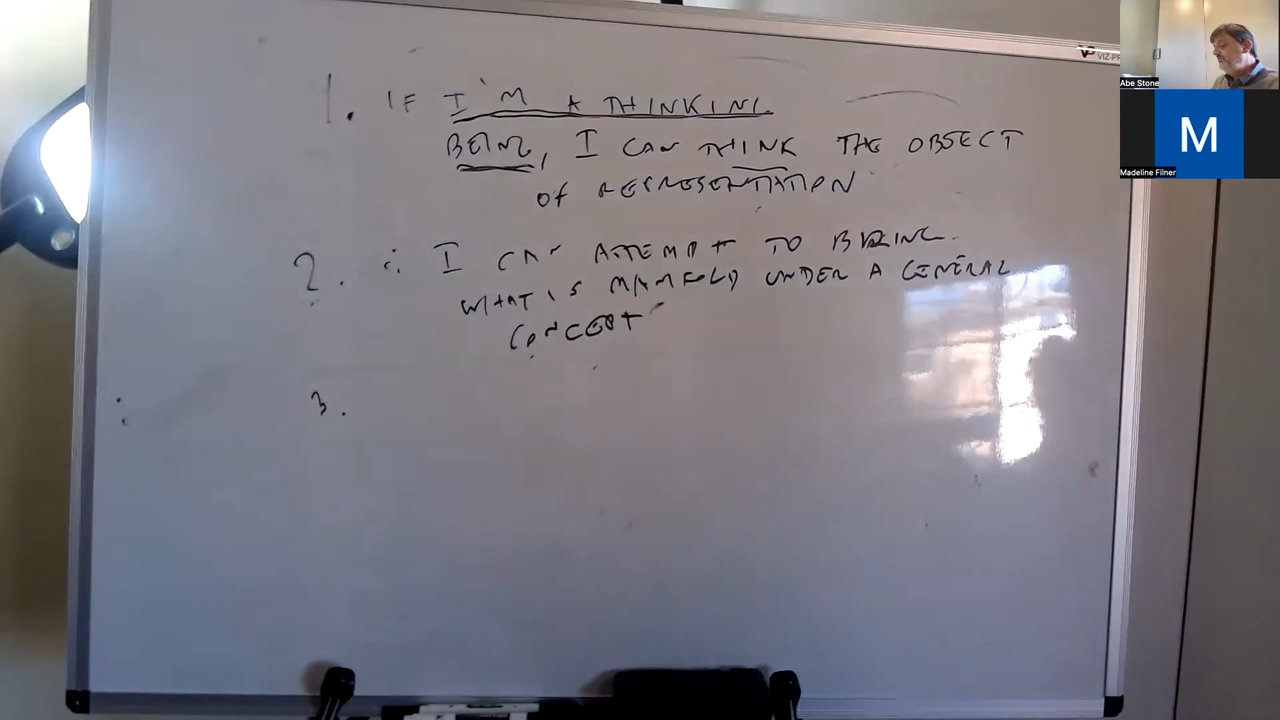 1. IF I'M A THINKING
BEING, I CAN THINK THE OBJECT
OF REPRESENTATION
2. ∴ I CAN ATTEMPT TO BRING
WHAT IS MANIFOLD UNDER A GENERAL
CONCEPT
3.
Abe Stone
M
Madeline Filner